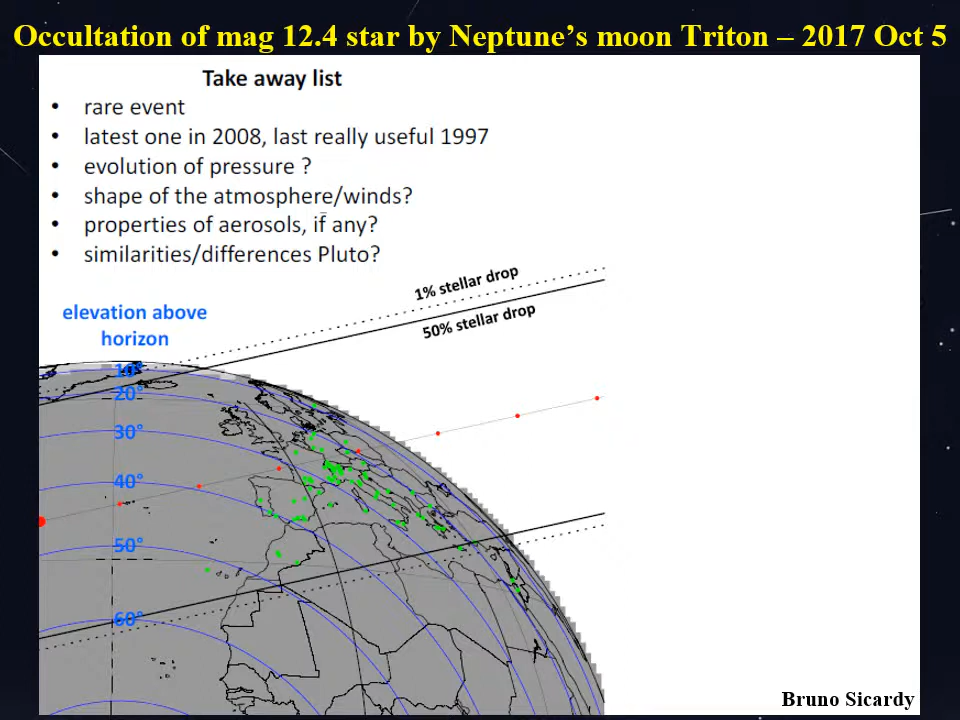 Occultation of mag 12.4 star by Neptune’s moon Triton – 2017 Oct 5
Take away list
• rare event
• latest one in 2008, last really useful 1997
• evolution of pressure ?
• shape of the atmosphere/winds?
• properties of aerosols, if any?
• similarities/differences Pluto?
1% stellar drop
50% stellar drop
elevation above
horizon
10°
20°
30°
40°
50°
60°
Bruno Sicardy